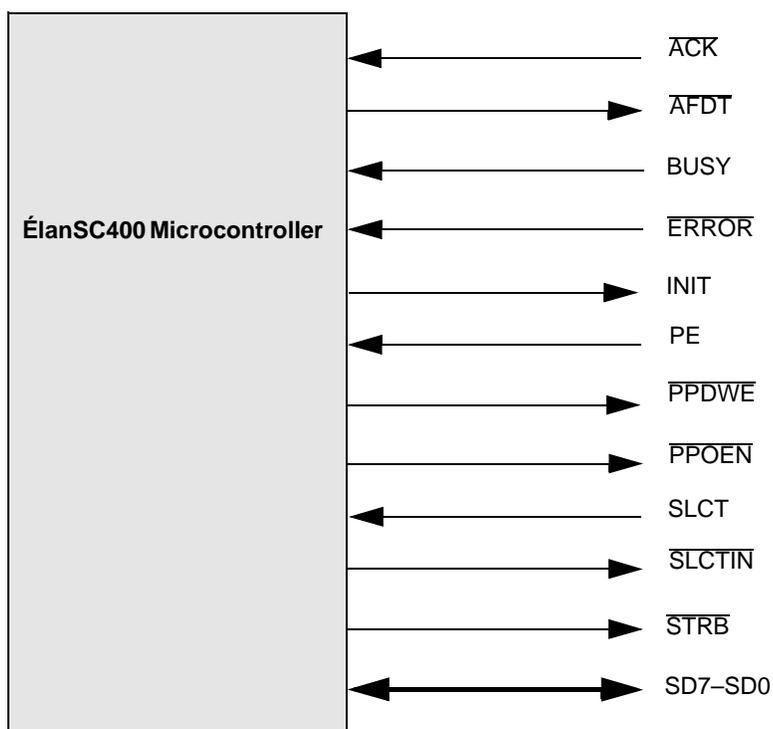 ACK
AFDT
BUSY
ÉlanSC400 Microcontroller
ERROR
INIT
PE
PPDWE
PPOEN
SLCT
SLCTIN
STRB
SD7–SD0